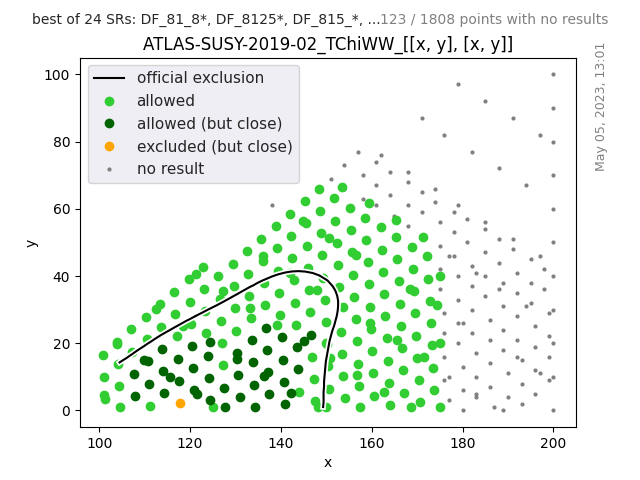 best of 24 SRs: DF_81_8*, DF_8125*, DF_815_*, ...123 / 1808 points with no results
ATLAS-SUSY-2019-02_TChiWW_[[x, y], [x, y]]
official exclusion
allowed
allowed (but close)
excluded (but close)
no result
May 05, 2023, 13:01
100
80
60
40
20
0
y
100 120 140 160 180 200
x